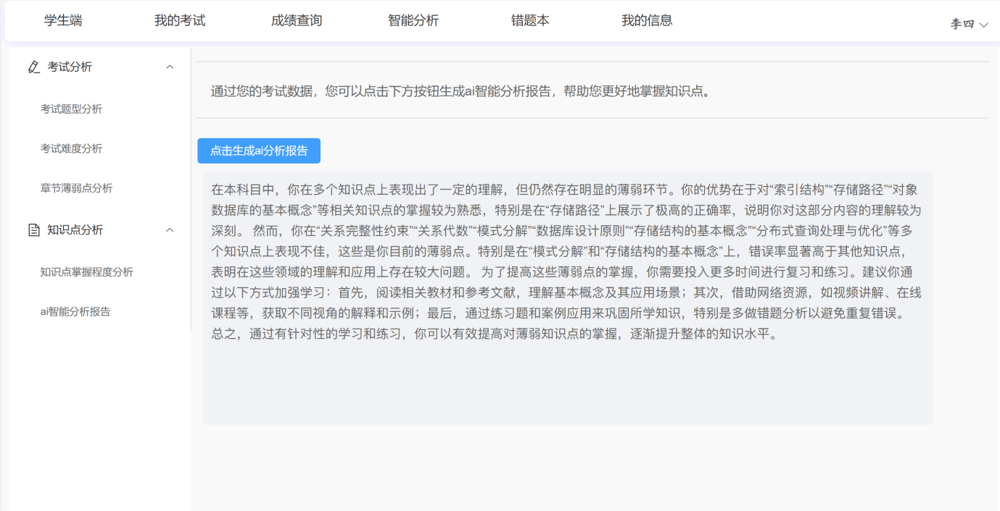 学生端 我的考试 成绩查询 智能分析 错题本 我的信息 李四
考试分析
考试题型分析
考试难度分析
章节薄弱点分析
知识点分析
知识点掌握程度分析
ai智能分析报告
通过您的考试数据，您可以点击下方按钮生成ai智能分析报告，帮助您更好地掌握知识点。
点击生成ai分析报告
在本科目中，你在多个知识点上表现出了一定的理解，但仍然存在明显的薄弱环节。你的优势在于对“索引结构”“存储路径”“对象
数据库的基本概念”等相关知识点的掌握较为熟悉，特别是在“存储路径”上展示了极高的正确率，说明你对这部分内容的理解较为
深刻。 然而，你在“关系完整性约束”“关系代数”“模式分解”“数据库设计原则”“存储结构的基本概念”“分布式查询处理与优化”等多
个知识点上表现不佳，这些是你目前的薄弱点。特别是在“模式分解”和“存储结构的基本概念”上，错误率显著高于其他知识点，
表明在这些领域的理解和应用上存在较大问题。 为了提高这些薄弱点的掌握，你需要投入更多时间进行复习和练习。建议你通
过以下方式加强学习：首先，阅读相关教材和参考文献，理解基本概念及其应用场景；其次，借助网络资源，如视频讲解、在线
课程等，获取不同视角的解释和示例；最后，通过练习题和案例应用来巩固所学知识，特别是多做错题分析以避免重复错误。
总之，通过有针对性的学习和练习，你可以有效提高对薄弱知识点的掌握，逐渐提升整体的知识水平。